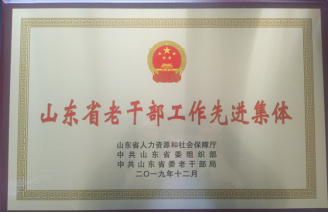 山东省老干部工作先进集体
山东省人力资源和社会保障厅
中共山东省委组织部
中共山东省委老干部局
二〇一九年十二月